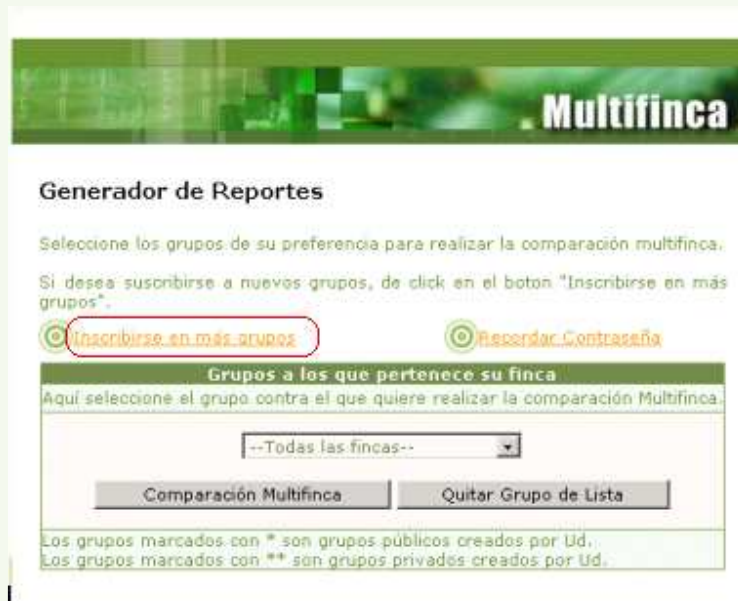 Multifinca
Generador de Reportes
Seleccione los grupos de su preferencia para realizar la comparación multifinca.
Si desea suscribirse a nuevos grupos, de click en el boton "Inscribirse en más
grupos".
Inscribirse en más grupos
Recordar Contraseña
Grupos a los que pertenece su finca
Aquí seleccione el grupo contra el que quiere realizar la comparación Multifinca.
--Todas las fincas--
Comparación Multifinca
Quitar Grupo de Lista
Los grupos marcados con * son grupos públicos creados por Ud.
Los grupos marcados con ** son grupos privados creados por Ud.